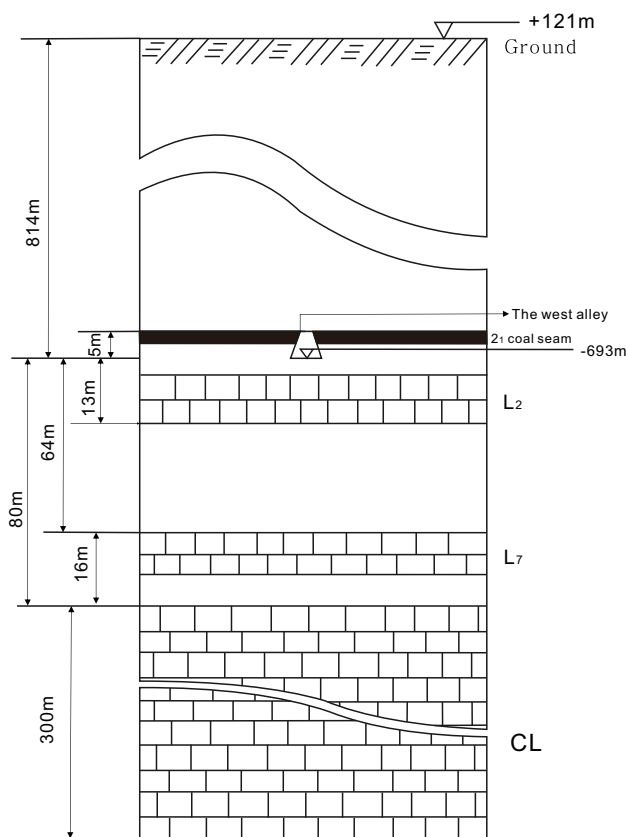 +121m
Ground
814m
The west alley
5m
2₁ coal seam
-693m
13m
L₂
64m
80m
16m
L₇
300m
CL